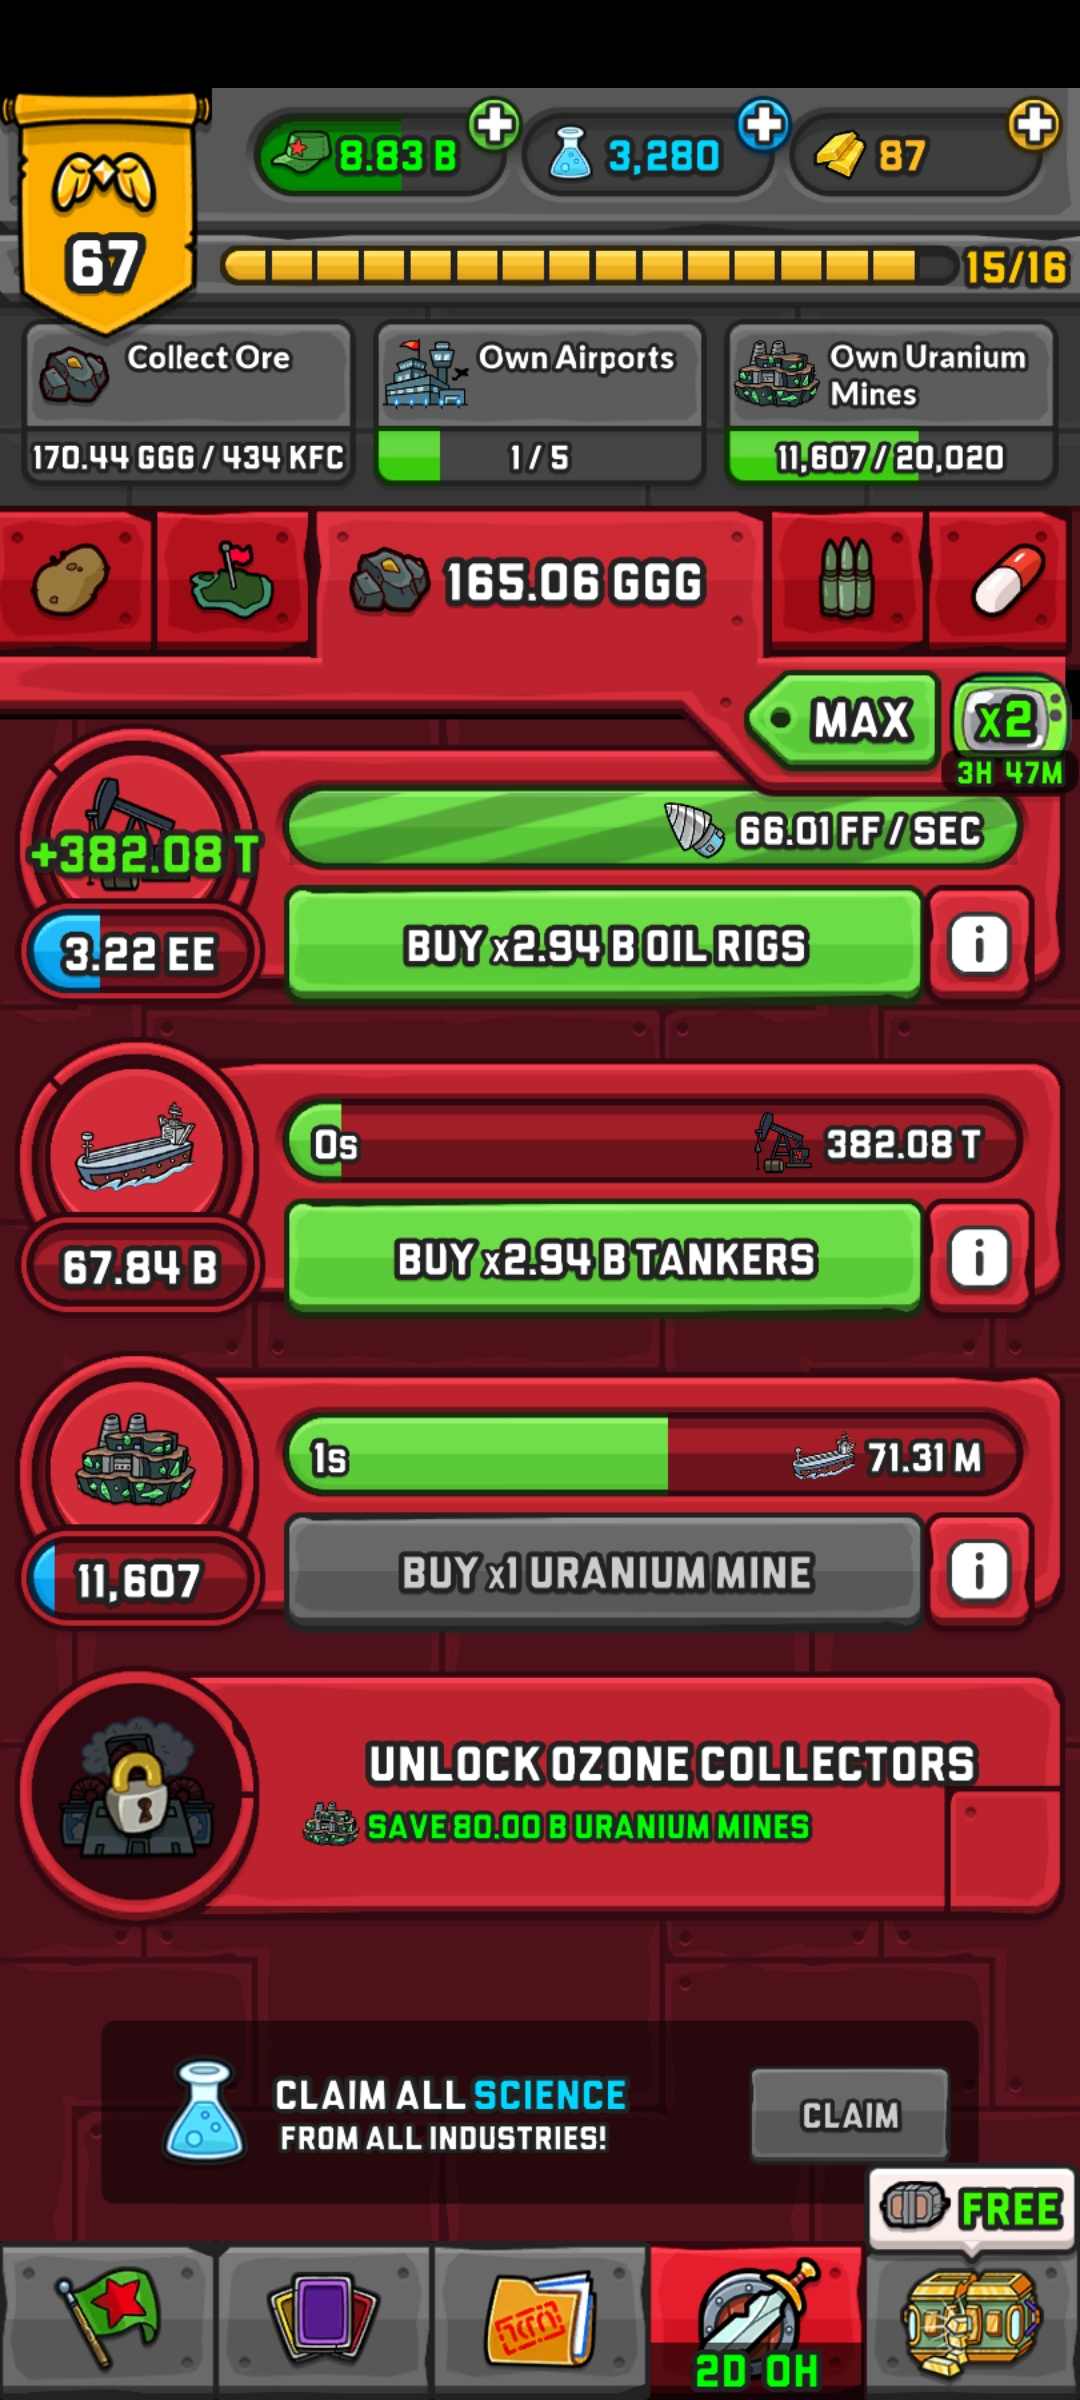 8.83 B
3,280
87
67
15/16
Collect Ore
170.44 GGG / 434 KFC
Own Airports
1 / 5
Own Uranium
Mines
11,607 / 20,020
165.06 GGG
MAX
x2
3H 47M
+382.08 T
66.01 FF / SEC
3.22 EE
BUY x2.94 B OIL RIGS
i
0s
382.08 T
67.84 B
BUY x2.94 B TANKERS
i
1s
71.31 M
11,607
BUY x1 URANIUM MINE
i
UNLOCK OZONE COLLECTORS
SAVE 80.00 B URANIUM MINES
CLAIM ALL SCIENCE
FROM ALL INDUSTRIES!
CLAIM
FREE
2D 0H